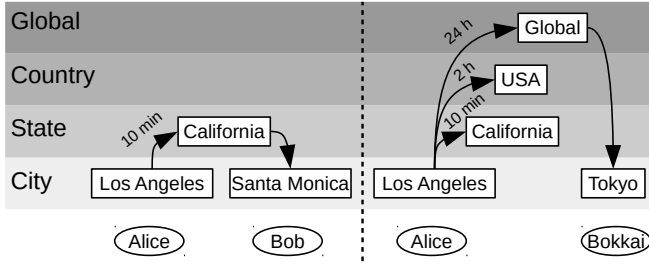 Global
24 h
Global
Country
2 h
USA
State
10 min
California
10 min
California
City
Los Angeles
Santa Monica
Los Angeles
Tokyo
Alice
Bob
Alice
Bokkai